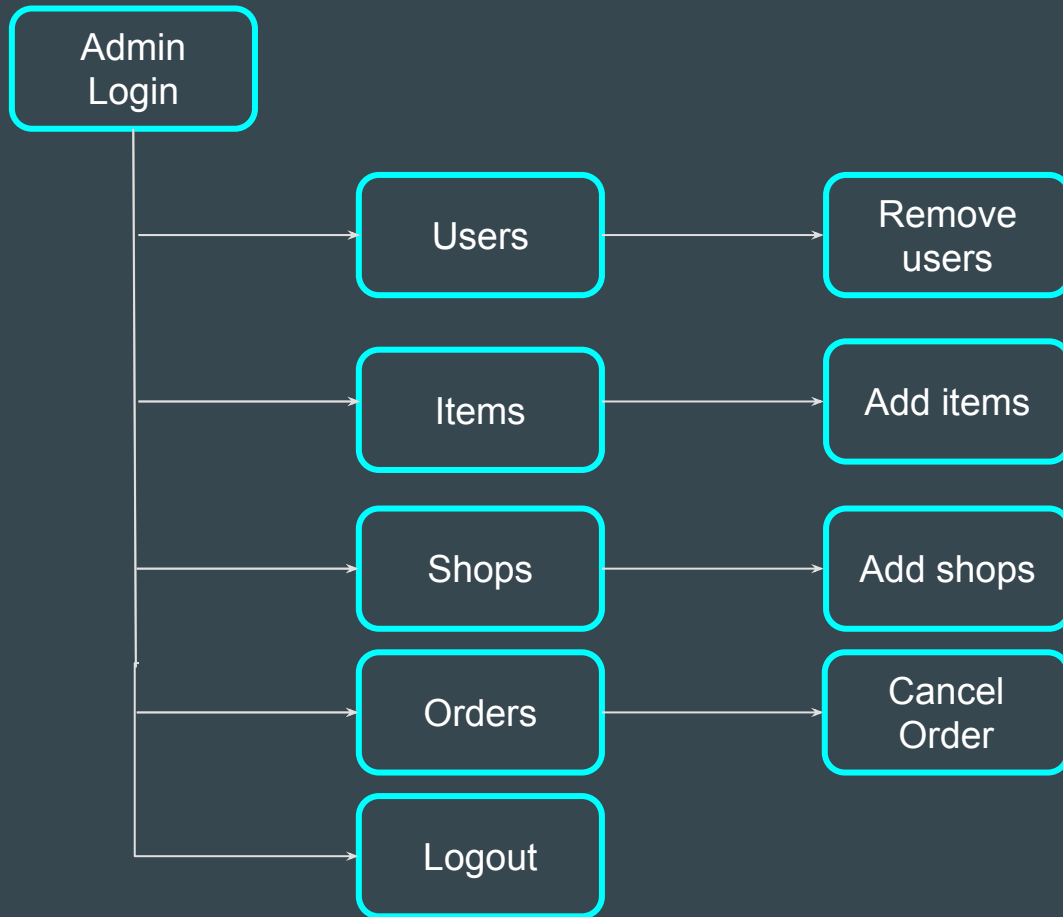 Admin
Login
Users
Remove
users
Items
Add items
Shops
Add shops
Orders
Cancel
Order
Logout